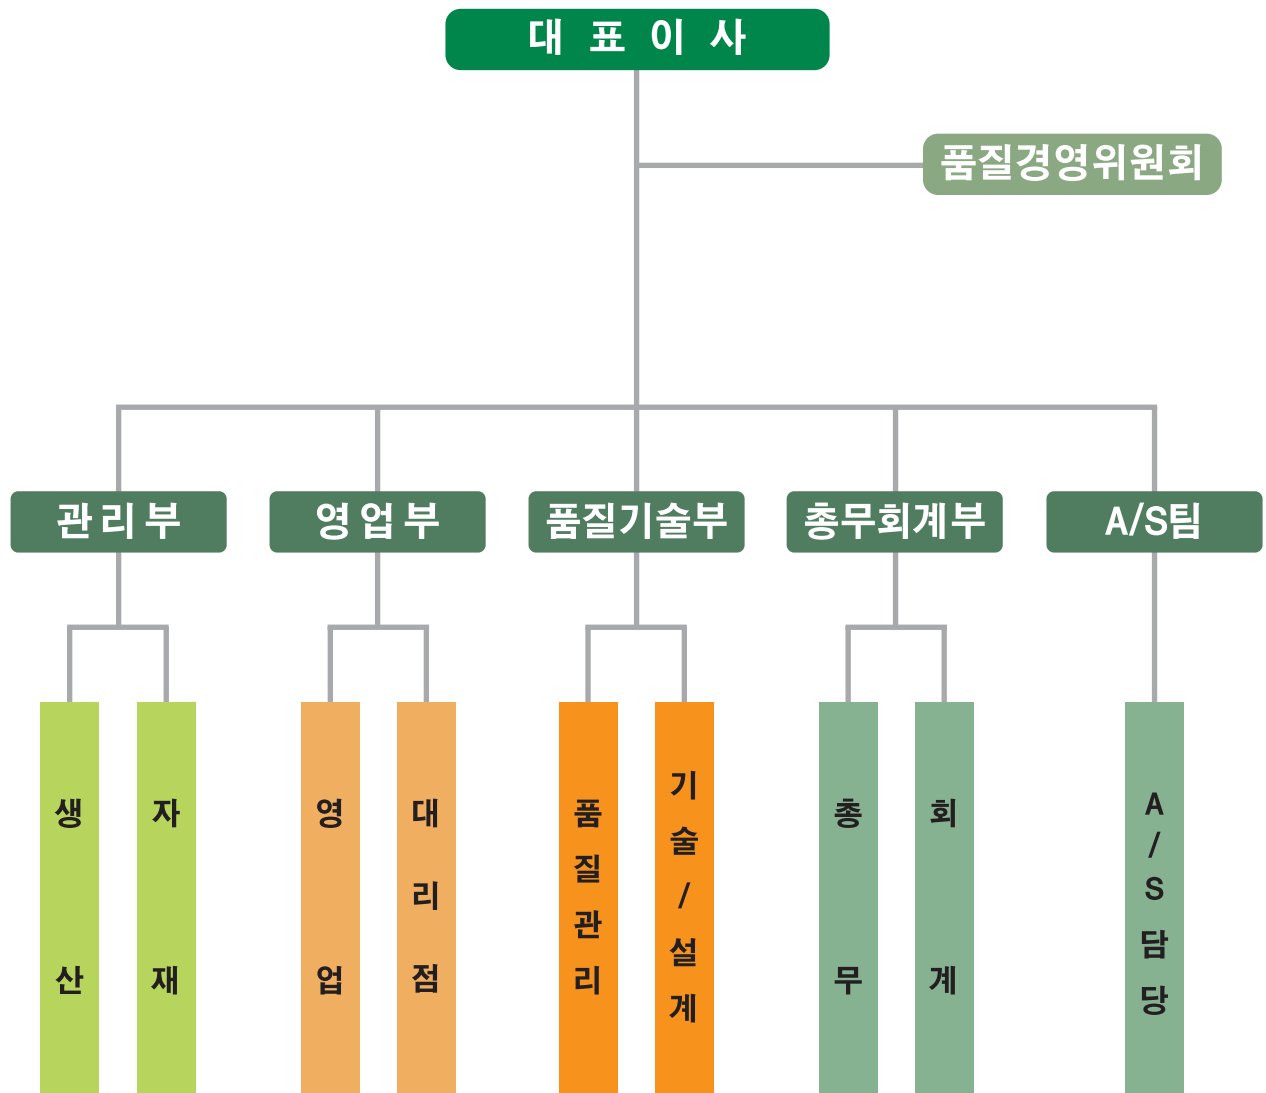 대 표 이 사
품질경영위원회
관리부
영업부
품질기술부
총무회계부
A/S팀
생산
자재
영업
대리점
품질관리
기술/설계
총무
회계
A/S담당